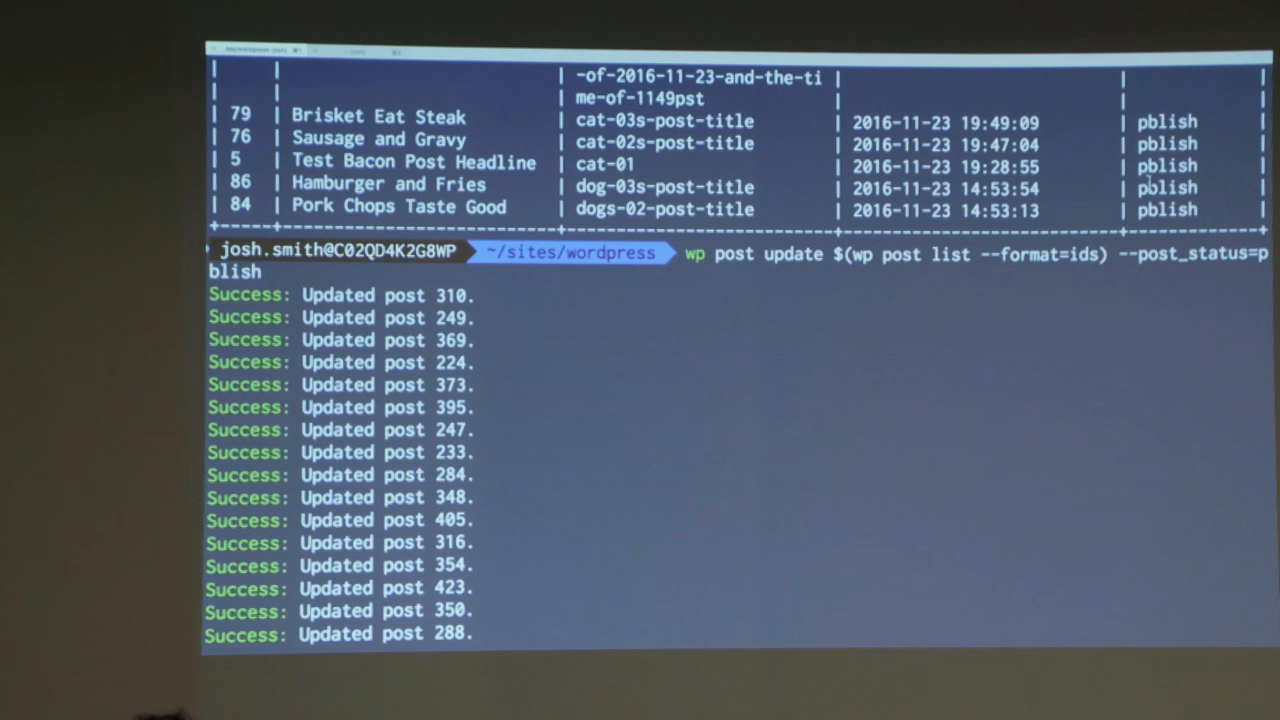 -of-2016-11-23-and-the-ti
me-of-1149pst
79 | Brisket Eat Steak | cat-03s-post-title | 2016-11-23 19:49:09 | pblish
76 | Sausage and Gravy | cat-02s-post-title | 2016-11-23 19:47:04 | pblish
5 | Test Bacon Post Headline | cat-01 | 2016-11-23 19:28:55 | pblish
86 | Hamburger and Fries | dog-03s-post-title | 2016-11-23 14:53:54 | pblish
84 | Pork Chops Taste Good | dogs-02-post-title | 2016-11-23 14:53:13 | pblish
josh.smith@C02QD4K2G8WP ~/sites/wordpress wp post update $(wp post list --format=ids) --post_status=p
blish
Success: Updated post 310.
Success: Updated post 249.
Success: Updated post 369.
Success: Updated post 224.
Success: Updated post 373.
Success: Updated post 395.
Success: Updated post 247.
Success: Updated post 233.
Success: Updated post 284.
Success: Updated post 348.
Success: Updated post 405.
Success: Updated post 316.
Success: Updated post 354.
Success: Updated post 423.
Success: Updated post 350.
Success: Updated post 288.